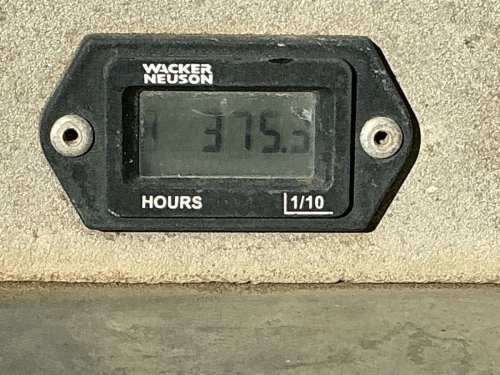 WACKER
NEUSON
375.3
HOURS 1/10